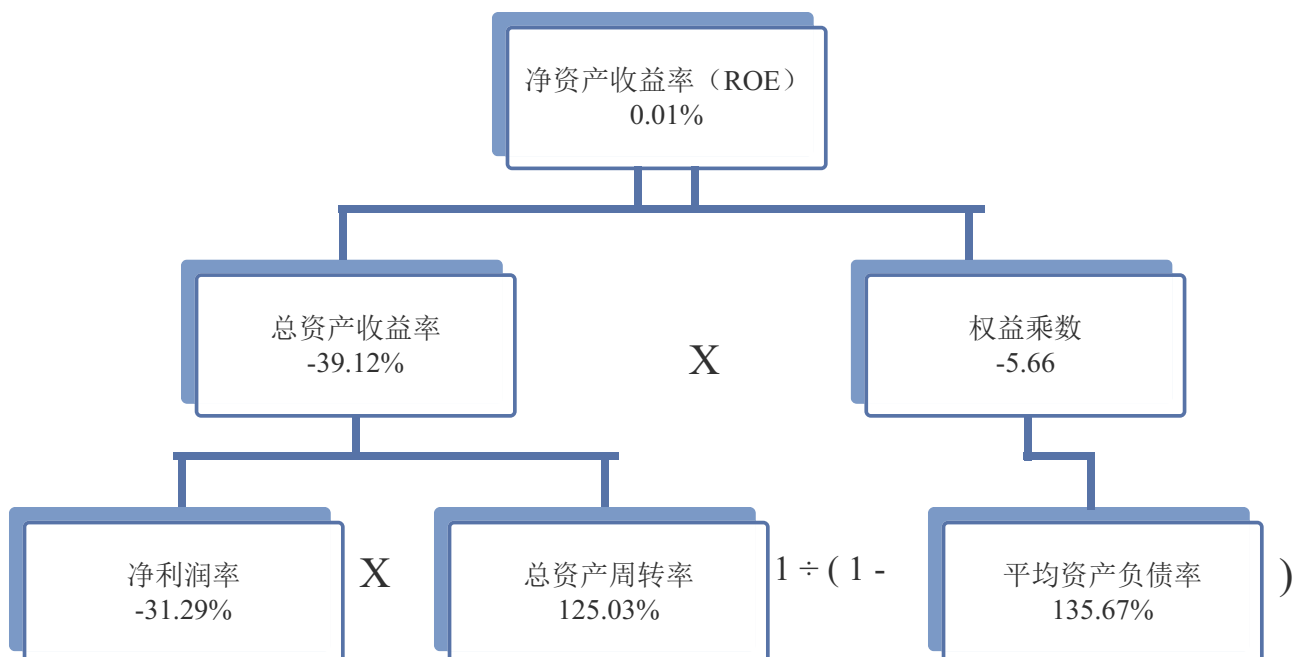 净资产收益率（ROE）
0.01%
总资产收益率
-39.12%
X
权益乘数
-5.66
净利润率
-31.29%
X
总资产周转率
125.03%
1 ÷ ( 1 -
平均资产负债率
135.67%
)